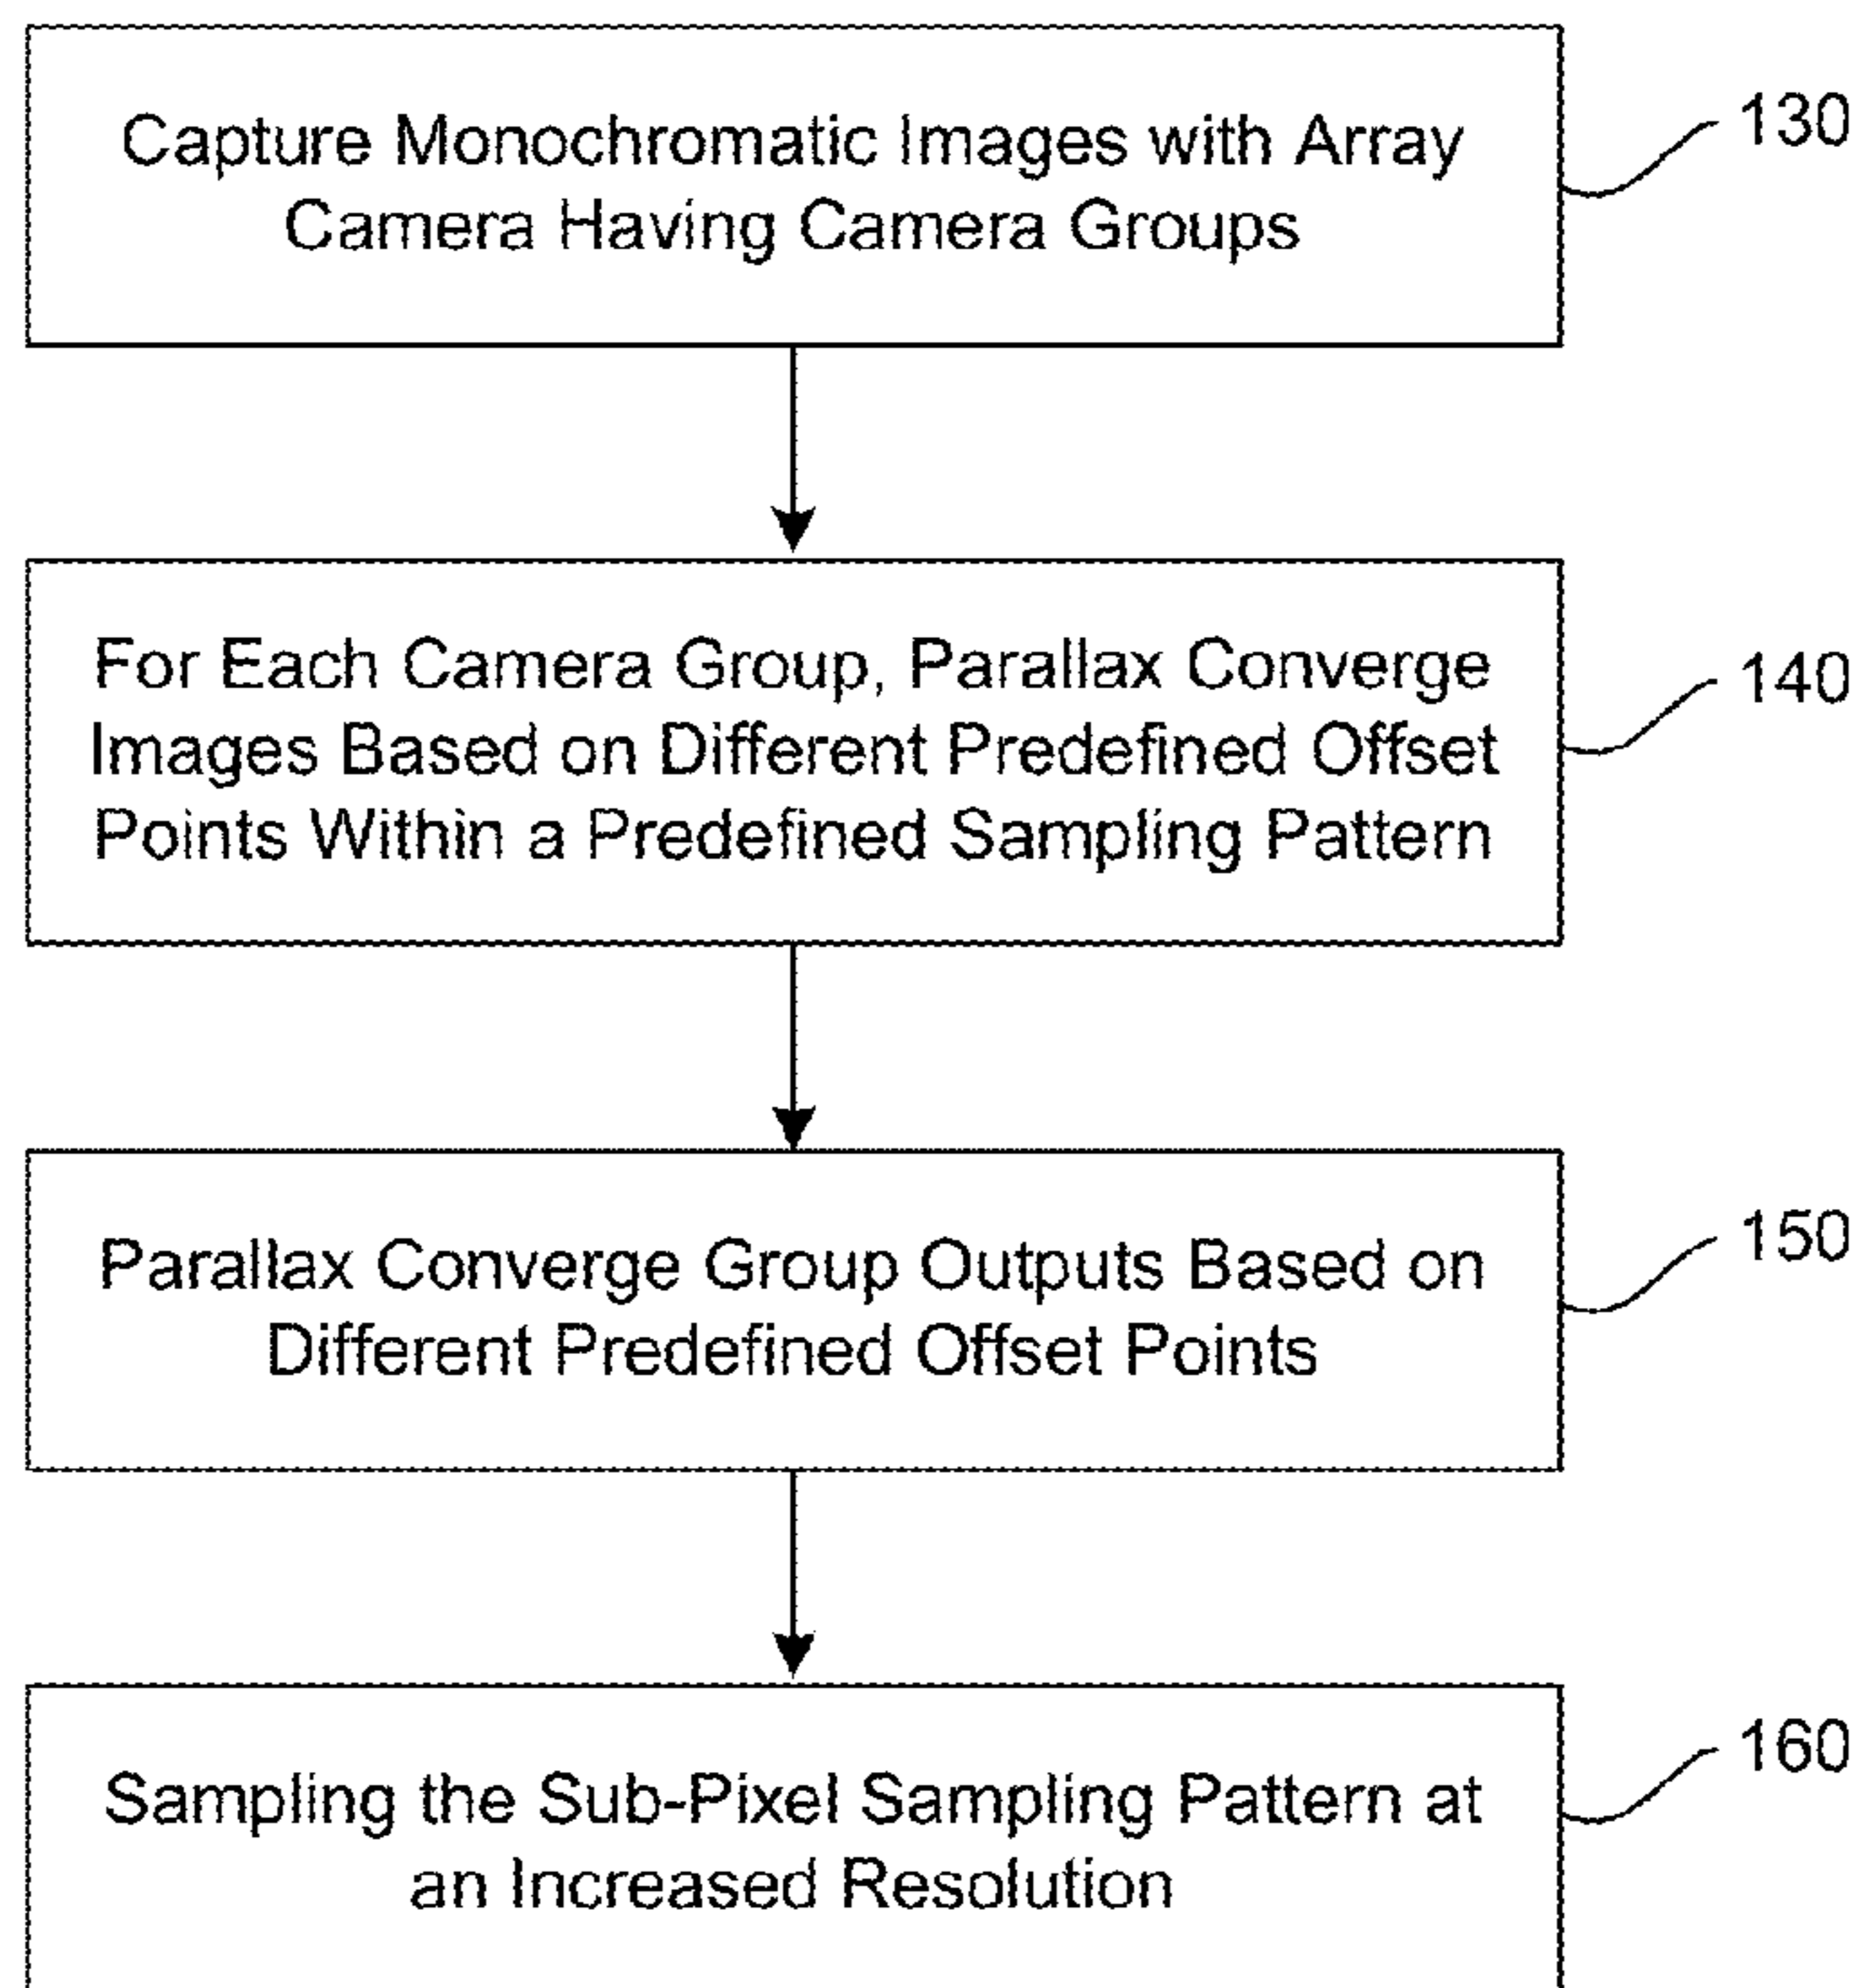 Capture Monochromatic Images with Array
Camera Having Camera Groups
130
For Each Camera Group, Parallax Converge
Images Based on Different Predefined Offset
Points Within a Predefined Sampling Pattern
140
Parallax Converge Group Outputs Based on
Different Predefined Offset Points
150
Sampling the Sub-Pixel Sampling Pattern at
an Increased Resolution
160